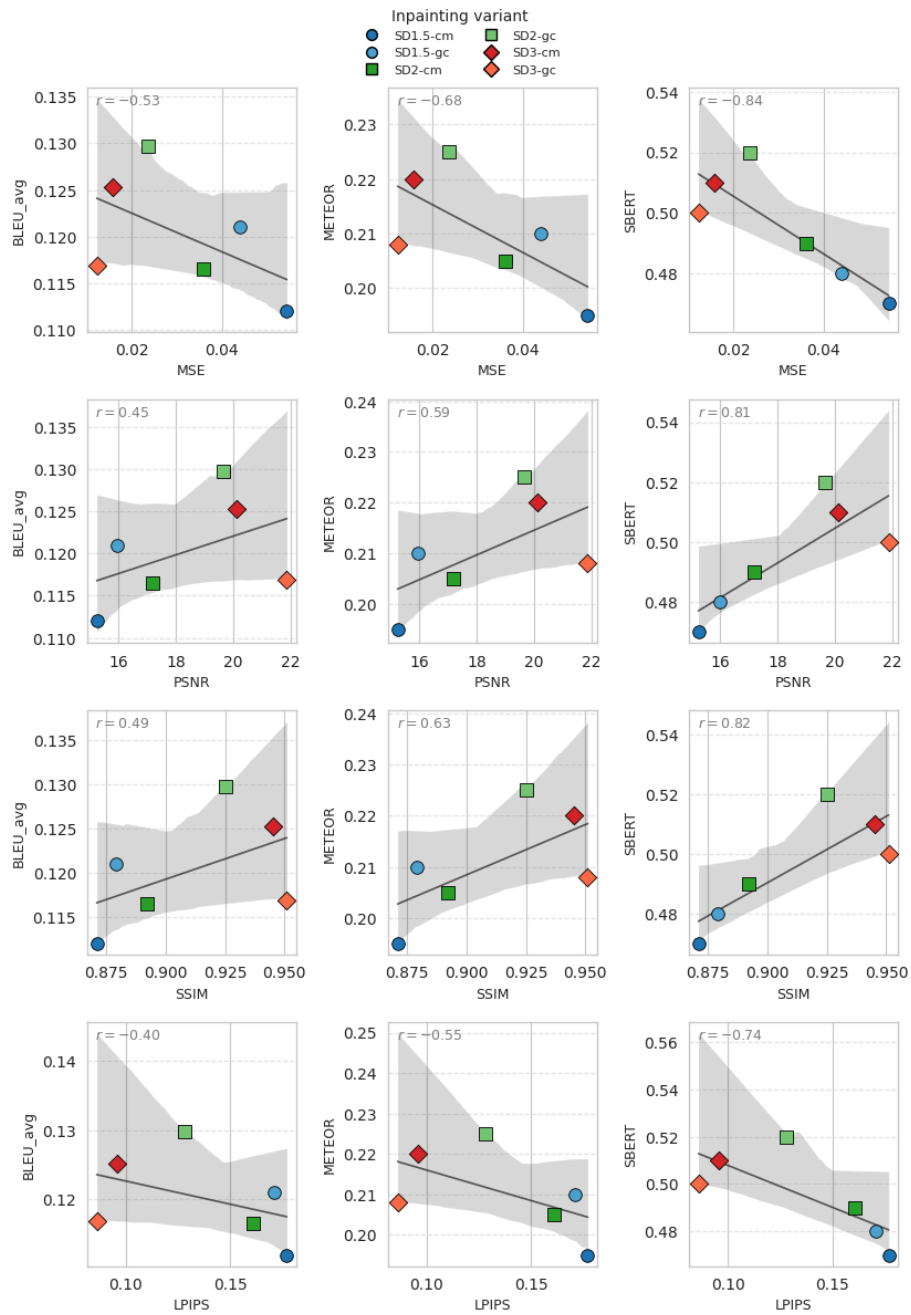 Inpainting variant
SD1.5-cm SD2-gc
SD1.5-gc SD3-cm
SD2-cm SD3-gc
r = −0.53 r = −0.68 r = −0.84
0.135 0.23 0.54
0.130 0.22 0.52
0.125 0.21 0.50
0.120 0.20 0.48
0.115
0.110
BLEU_avg METEOR SBERT
0.02 0.04 0.02 0.04 0.02 0.04
MSE MSE MSE
r = 0.45 r = 0.59 r = 0.81
0.135 0.24 0.54
0.130 0.23 0.52
0.125 0.22 0.50
0.120 0.21 0.48
0.115 0.20
0.110
BLEU_avg METEOR SBERT
16 18 20 22 16 18 20 22 16 18 20 22
PSNR PSNR PSNR
r = 0.49 r = 0.63 r = 0.82
0.135 0.24 0.54
0.130 0.23 0.52
0.125 0.22 0.50
0.120 0.21 0.48
0.115 0.20
BLEU_avg METEOR SBERT
0.875 0.900 0.925 0.950 0.875 0.900 0.925 0.950 0.875 0.900 0.925 0.950
SSIM SSIM SSIM
r = −0.40 r = −0.55 r = −0.74
0.14 0.25 0.56
0.13 0.24 0.54
0.12 0.23 0.52
0.22 0.50
0.21 0.48
0.20
BLEU_avg METEOR SBERT
0.10 0.15 0.10 0.15 0.10 0.15
LPIPS LPIPS LPIPS